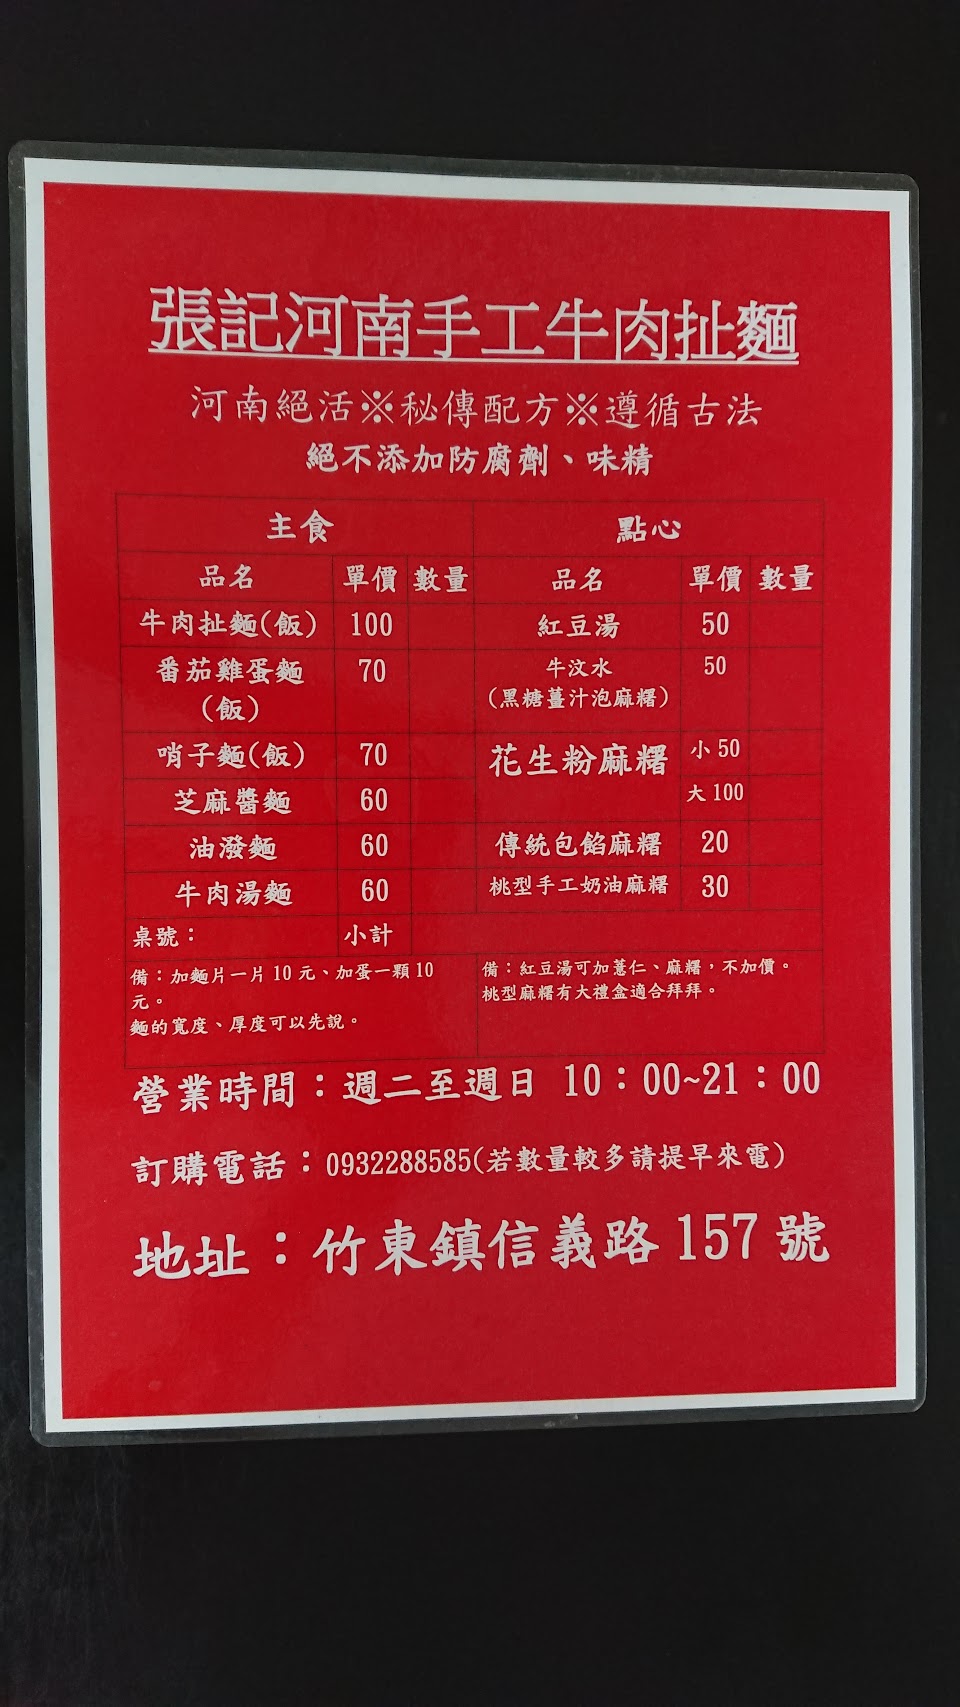 張記河南手工牛肉扯麵
河南絕活※秘傳配方※遵循古法
絕不添加防腐劑、味精
主食 點心
品名 單價 數量 品名 單價 數量
牛肉扯麵(飯) 100 紅豆湯 50
番茄雞蛋麵 70 牛汶水 50
(飯) (黑糖薑汁泡麻糬)
哨子麵(飯) 70 花生粉麻糬 小 50
芝麻醬麵 60 大 100
油潑麵 60 傳統包餡麻糬 20
牛肉湯麵 60 桃型手工奶油麻糬 30
桌號： 小計
備：加麵片一片 10 元、加蛋一顆 10
元。
麵的寬度、厚度可以先說。
備：紅豆湯可加薏仁、麻糬，不加價。
桃型麻糬有大禮盒適合拜拜。
營業時間：週二至週日 10：00~21：00
訂購電話：0932288585(若數量較多請提早來電)
地址：竹東鎮信義路 157 號